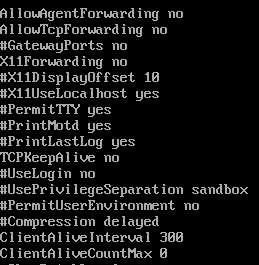 AllowAgentForwarding no
AllowTcpForwarding no
#GatewayPorts no
X11Forwarding no
#X11DisplayOffset 10
#X11UseLocalhost yes
#PermitTTY yes
#PrintMotd yes
#PrintLastLog yes
TCPKeepAlive no
#UseLogin no
#UsePrivilegeSeparation sandbox
#PermitUserEnvironment no
#Compression delayed
ClientAliveInterval 300
ClientAliveCountMax 0